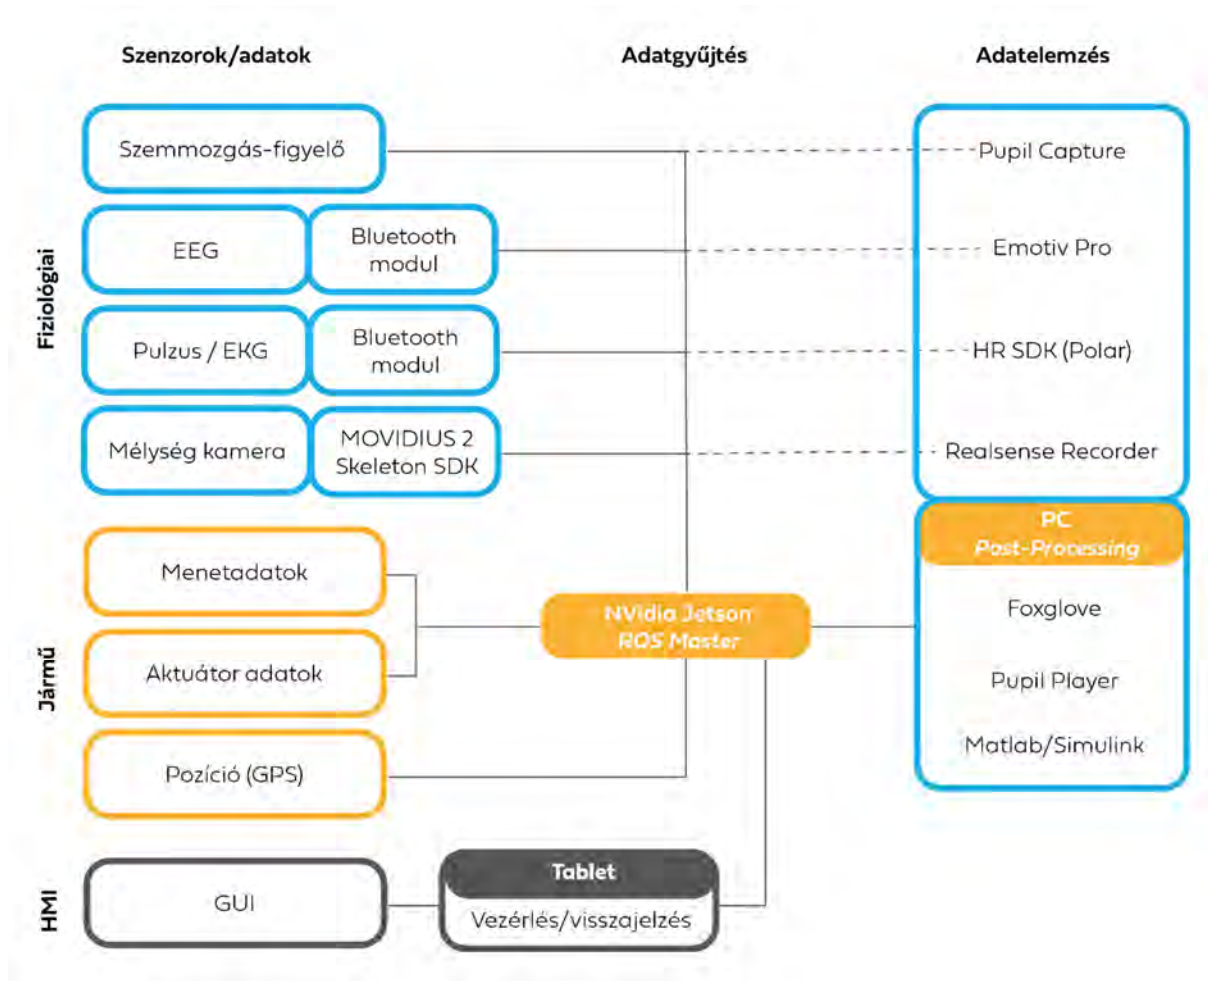 Szenzorok/adatok
Adatgyűjtés
Adatelemzés
Fiziológiai
Szemmozgás-figyelő
Pupil Capture
EEG
Bluetooth
modul
Emotiv Pro
Pulzus / EKG
Bluetooth
modul
HR SDK (Polar)
Mélység kamera
MOVIDIUS 2
Skeleton SDK
Realsense Recorder
Jármű
Menetadatok
Aktuátor adatok
Pozíció (GPS)
NVidia Jetson
ROS Master
PC
Post-Processing
Foxglove
Pupil Player
Matlab/Simulink
HMI
GUI
Tablet
Vezérlés/visszajelzés